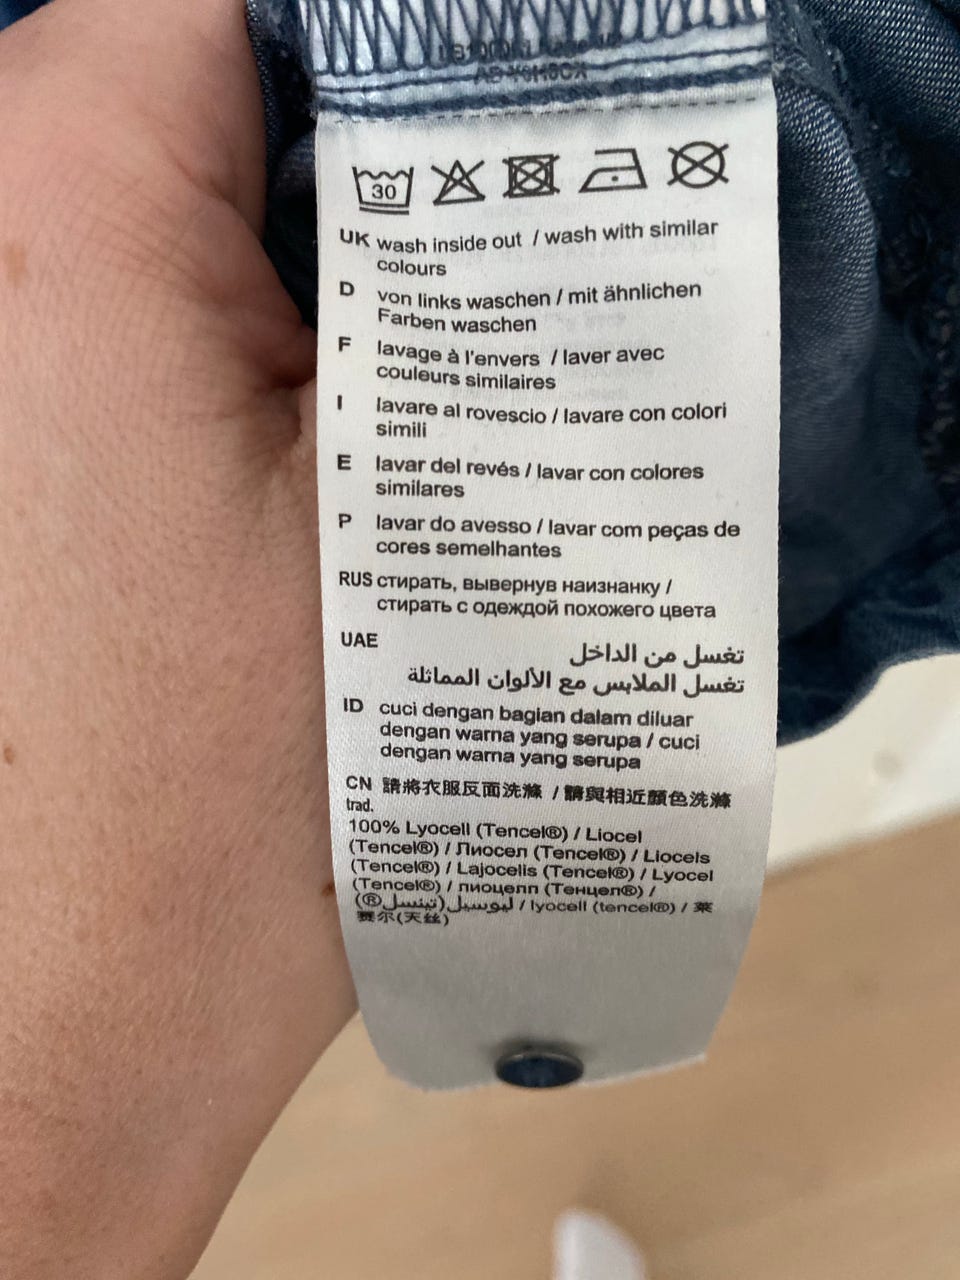 30
UK wash inside out / wash with similar
colours
D von links waschen / mit ähnlichen
Farben waschen
F lavage à l'envers / laver avec
couleurs similaires
I lavare al rovescio / lavare con colori
simili
E lavar del revés / lavar con colores
similares
P lavar do avesso / lavar com peças de
cores semelhantes
RUS стирать, вывернув наизнанку /
стирать с одеждой похожего цвета
UAE تغسل من الداخل
تغسل الملابس مع الألوان المماثلة
ID cuci dengan bagian dalam diluar
dengan warna yang serupa / cuci
dengan warna yang serupa
CN 請將衣服反面洗滌 / 請與相近顏色洗滌
trad.
100% Lyocell (Tencel®) / Liocel
(Tencel®) / Лиосел (Tencel®) / Liocels
(Tencel®) / Lajocelis (Tencel®) / Lyocel
(Tencel®) / лиоцелл (Тенцел®) /
ليوسيل(تينسل®) / lyocell (tencel®) / 莱
赛尔(天丝)